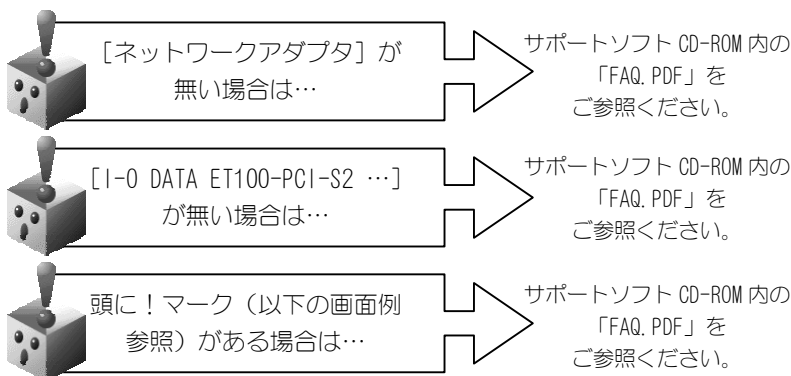 [ネットワークアダプタ]が
無い場合は…
サポートソフト CD-ROM 内の
「FAQ.PDF」を
ご参照ください。
[I-O DATA ET100-PCI-S2 …]
が無い場合は…
サポートソフト CD-ROM 内の
「FAQ.PDF」を
ご参照ください。
頭に！マーク（以下の画面例
参照）がある場合は…
サポートソフト CD-ROM 内の
「FAQ.PDF」を
ご参照ください。